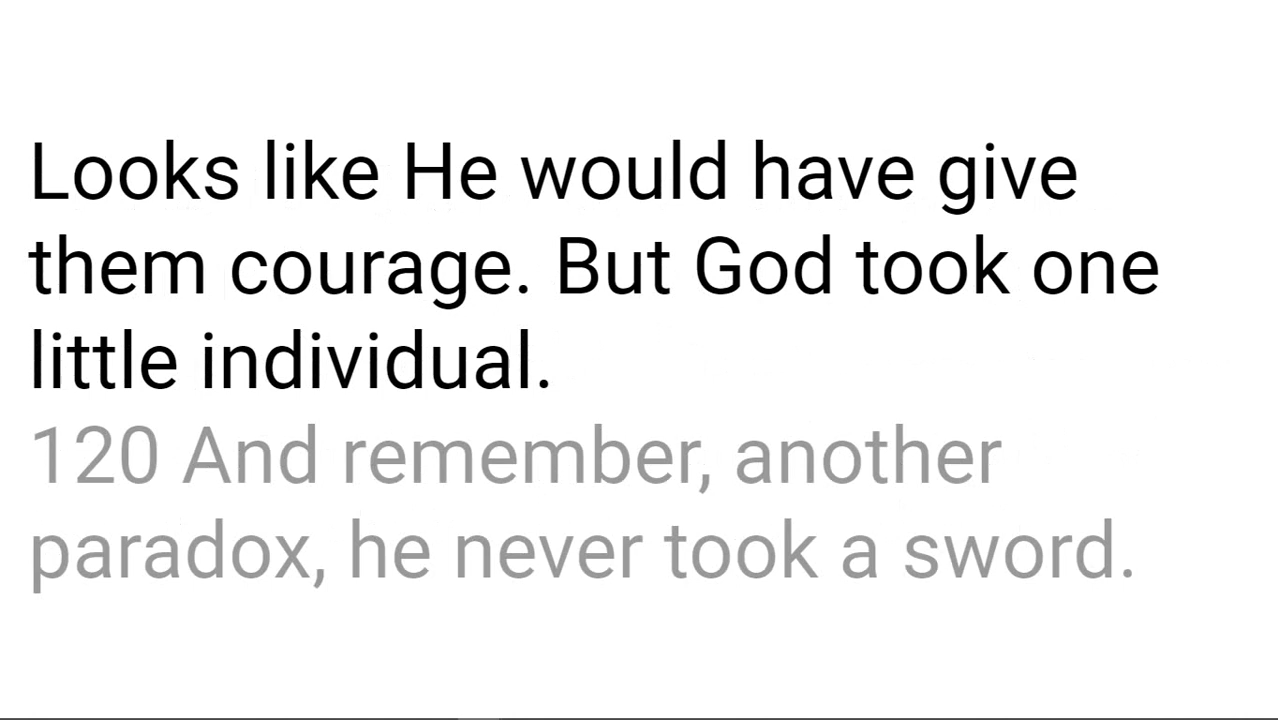 Looks like He would have give
them courage. But God took one
little individual.
120 And remember, another
paradox, he never took a sword.